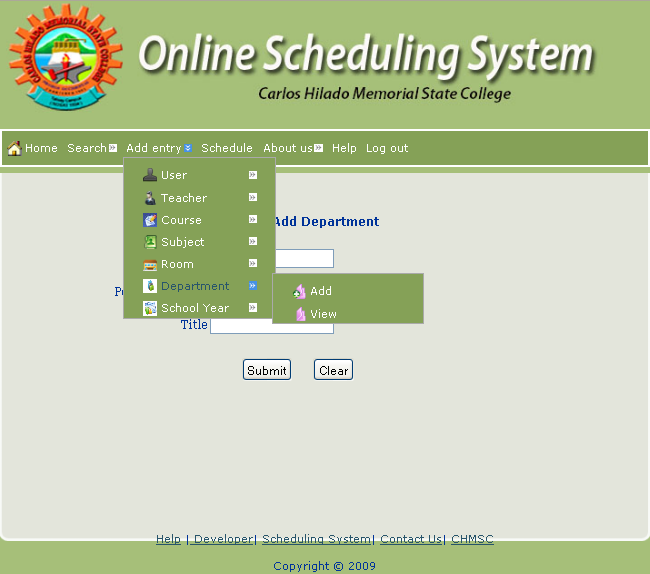 CARLOS HILADO MEMORIAL STATE COLLEGE
Online Scheduling System
Carlos Hilado Memorial State College
Home Search Add entry Schedule About us Help Log out
User
Teacher
Add Department
Course
Subject
Room
Department
Add
School Year
View
Title
Submit Clear
Help | Developer| Scheduling System| Contact Us| CHMSC
Copyright © 2009